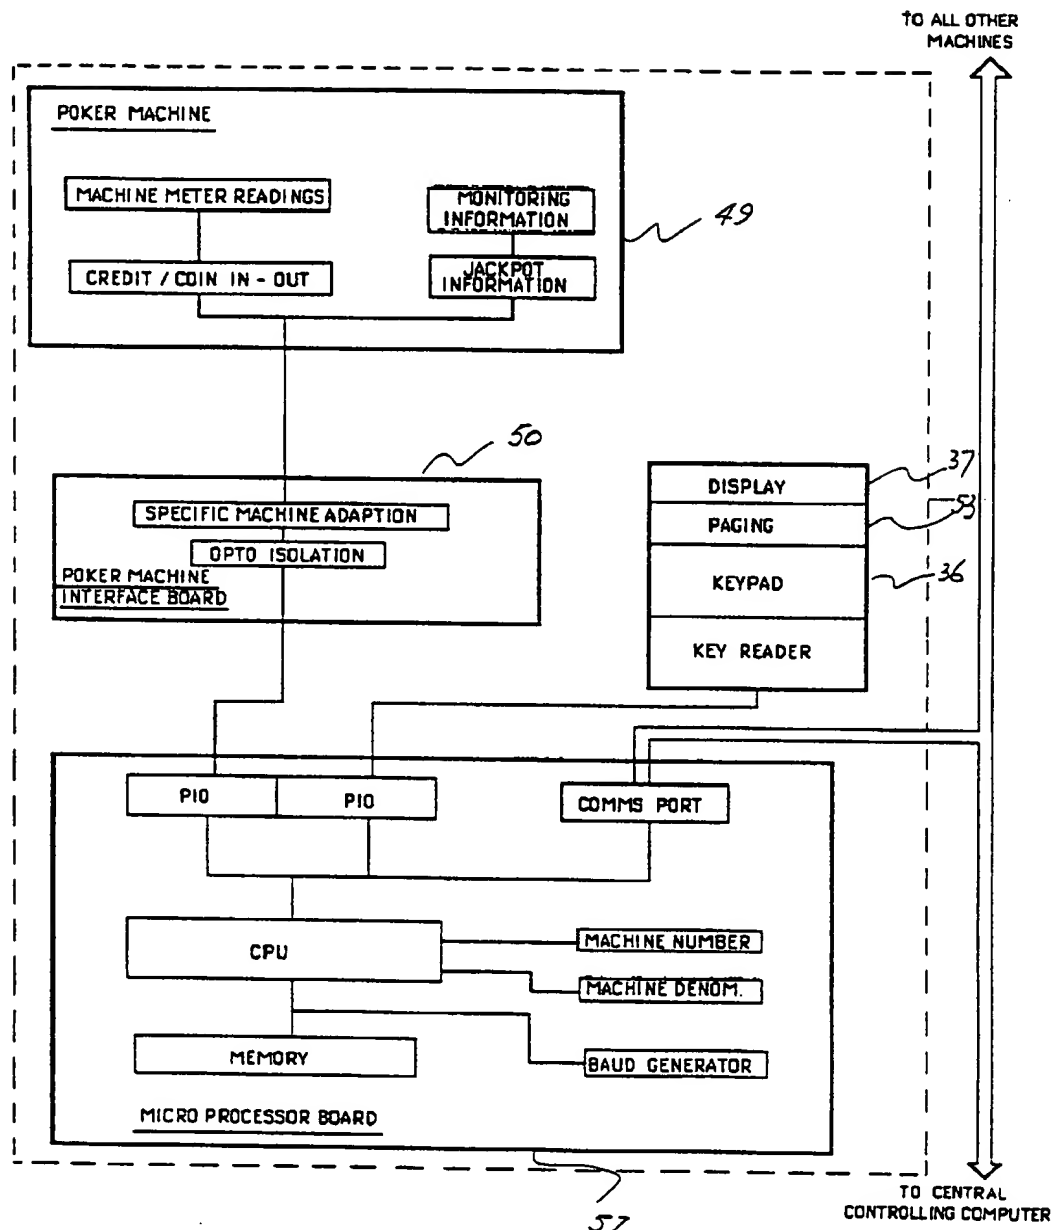 TO ALL OTHER
MACHINES
POKER MACHINE
MACHINE METER READINGS
MONITORING
INFORMATION
49
CREDIT / COIN IN - OUT
JACKPOT
INFORMATION
50
37
DISPLAY
SPECIFIC MACHINE ADAPTION
53
PAGING
OPTO ISOLATION
POKER MACHINE
INTERFACE BOARD
KEYPAD
36
KEY READER
PIO
PIO
COMMS PORT
CPU
MACHINE NUMBER
MACHINE DENOM.
MEMORY
BAUD GENERATOR
MICRO PROCESSOR BOARD
TO CENTRAL
CONTROLLING COMPUTER